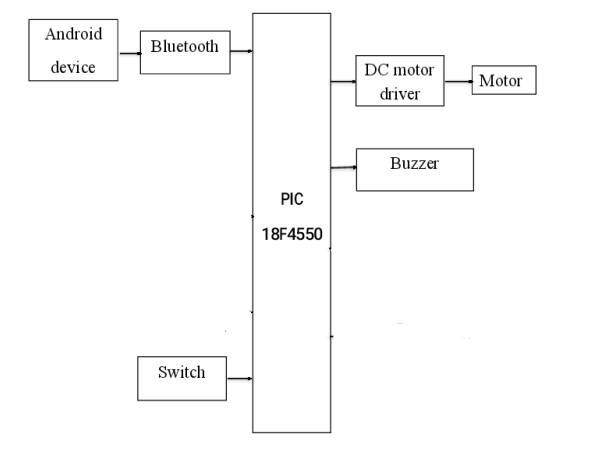 Android
device
Bluetooth
DC motor
driver
Motor
Buzzer
PIC
18F4550
Switch